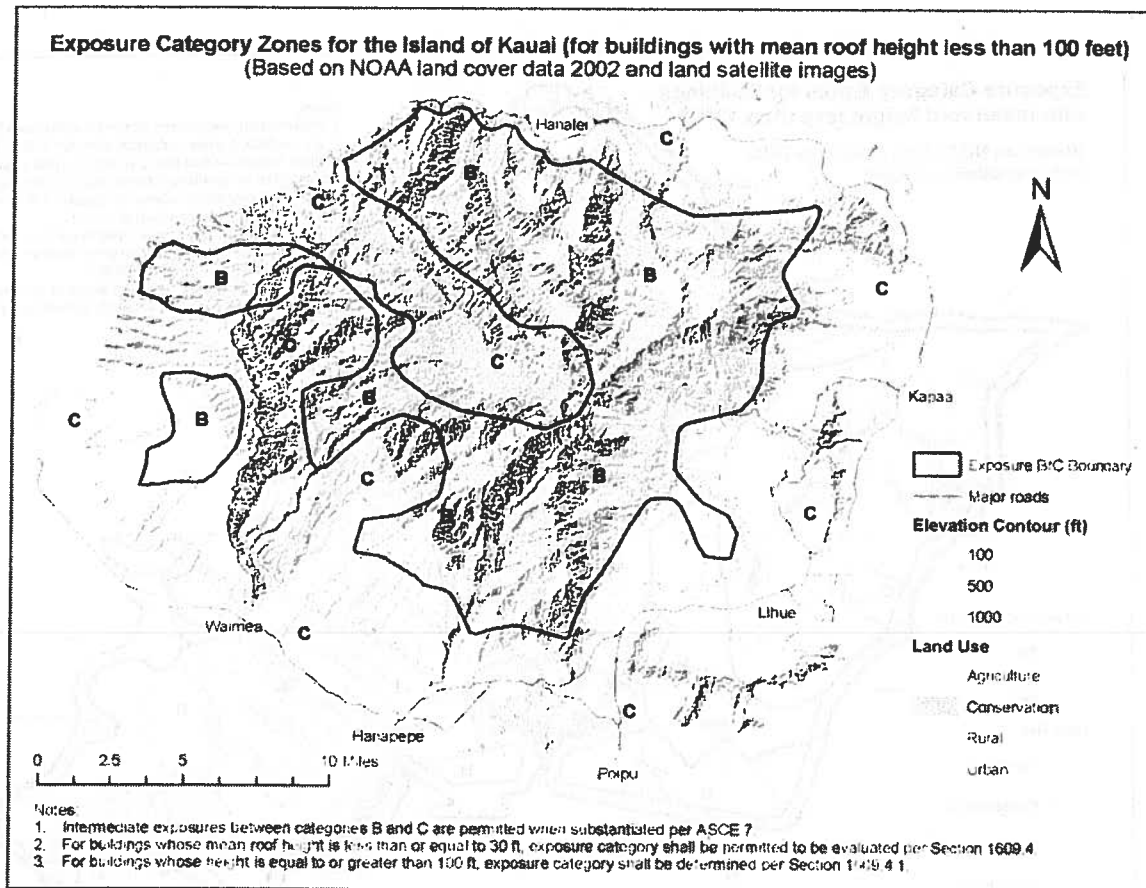 Exposure Category Zones for the Island of Kauai (for buildings with mean roof height less than 100 feet)
(Based on NOAA land cover data 2002 and land satellite images)
Hanalei
C
B
N
C
B
B
C
C
C
B
Kapaa
C
B
C
B
Exposure B/C Boundary
Major roads
C
Elevation Contour (ft)
100
500
1000
Lihue
Waimea
C
Land Use
Agriculture
Conservation
Rural
Urban
C
Hanapepe
Poipu
0 2.5 5 10 Miles
Notes:
1. Intermediate exposures between categories B and C are permitted when substantiated per ASCE 7.
2. For buildings whose mean roof height is less than or equal to 30 ft, exposure category shall be permitted to be evaluated per Section 1609.4.
3. For buildings whose height is equal to or greater than 100 ft, exposure category shall be determined per Section 1609.4.1.